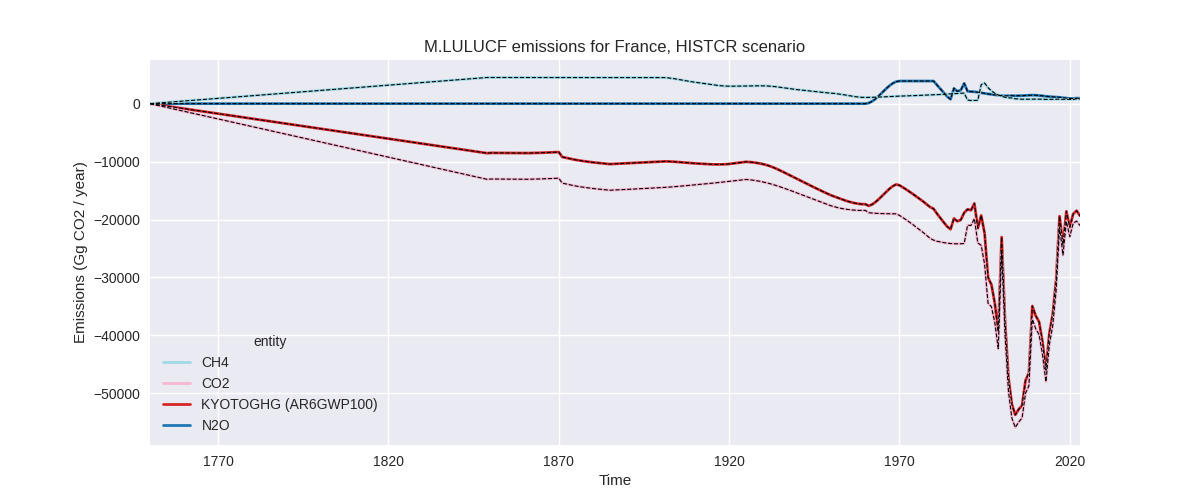 M.LULUCF emissions for France, HISTCR scenario
Emissions (Gg CO2 / year)
0
−10000
−20000
−30000
−40000
−50000
entity
CH4
CO2
KYOTOGHG (AR6GWP100)
N2O
1770 1820 1870 1920 1970 2020
Time